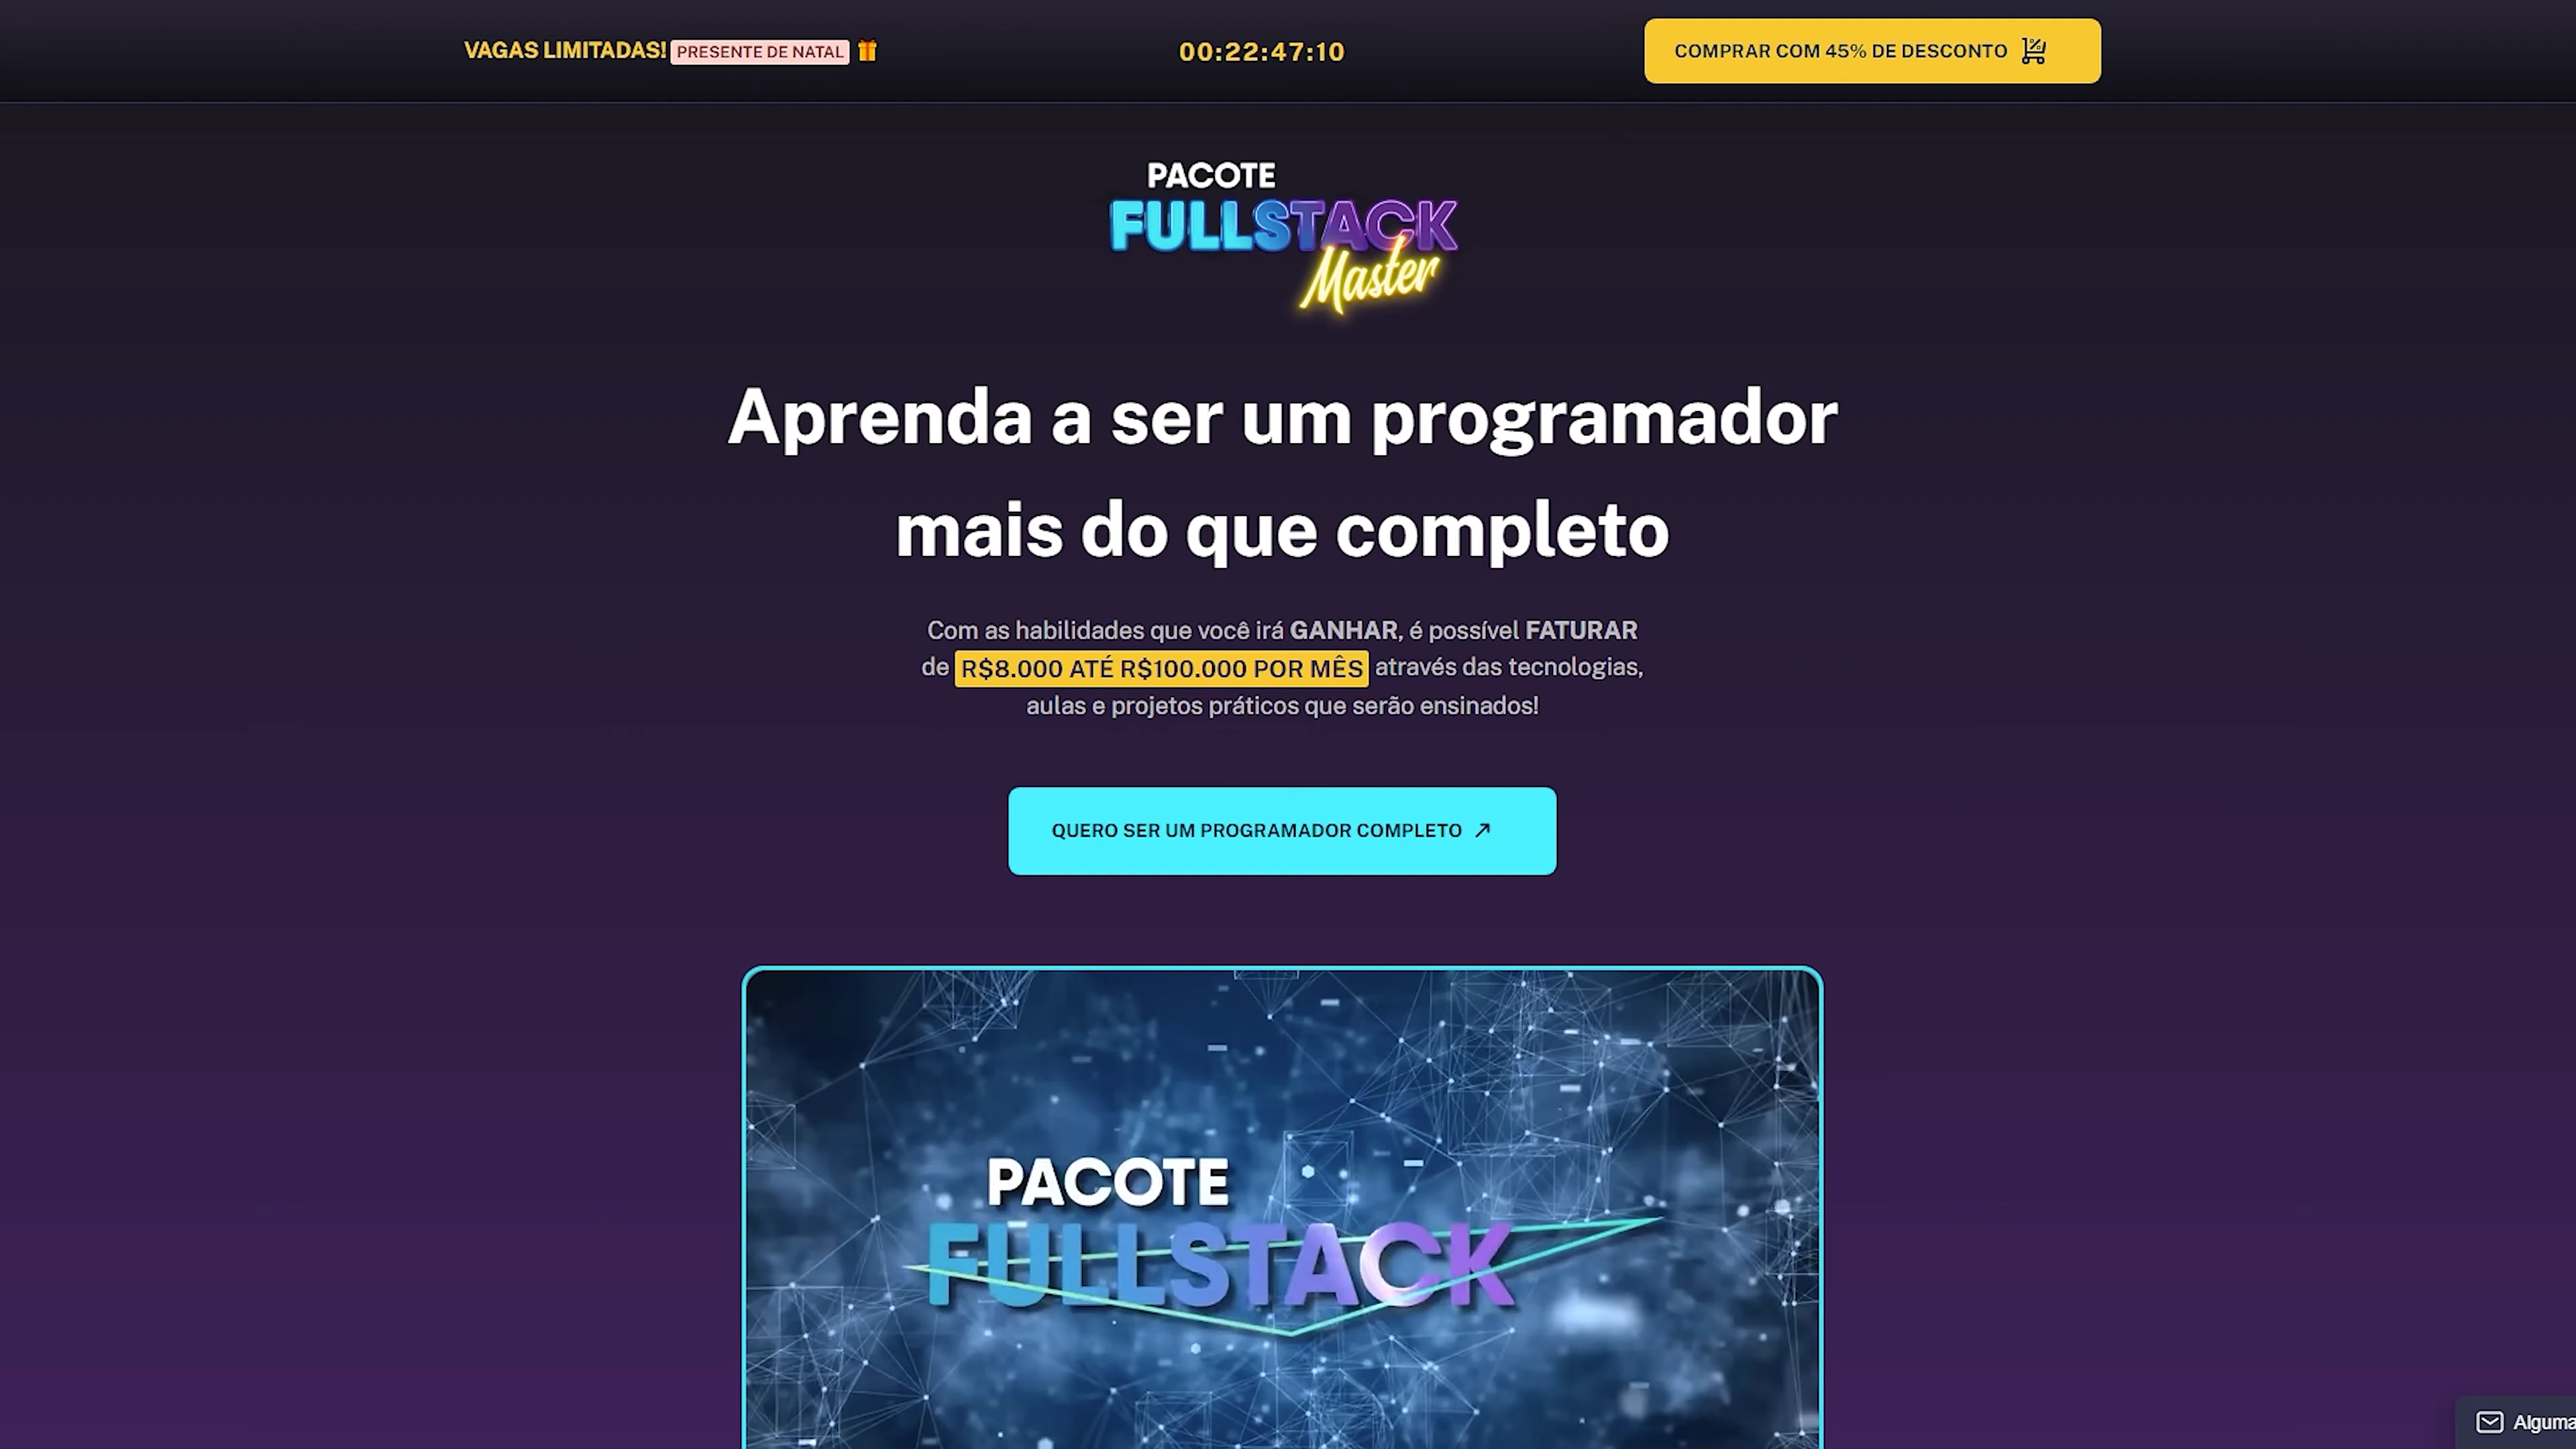 VAGAS LIMITADAS! PRESENTE DE NATAL
00:22:47:10
COMPRAR COM 45% DE DESCONTO
PACOTE
FULLSTACK
Master
Aprenda a ser um programador
mais do que completo
Com as habilidades que você irá GANHAR, é possível FATURAR
de R$8.000 ATÉ R$100.000 POR MÊS através das tecnologias,
aulas e projetos práticos que serão ensinados!
QUERO SER UM PROGRAMADOR COMPLETO
PACOTE
FULLSTACK